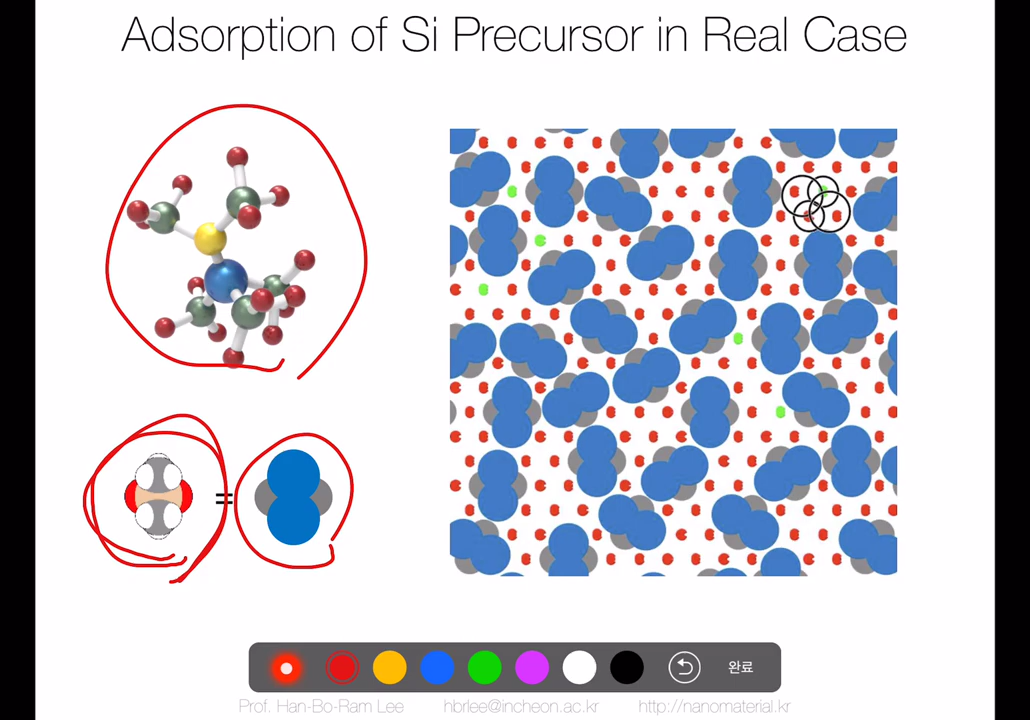 Adsorption of Si Precursor in Real Case
=
완료
Prof. Han-Bo-Ram Lee hbrlee@incheon.ac.kr http://nanomaterial.kr